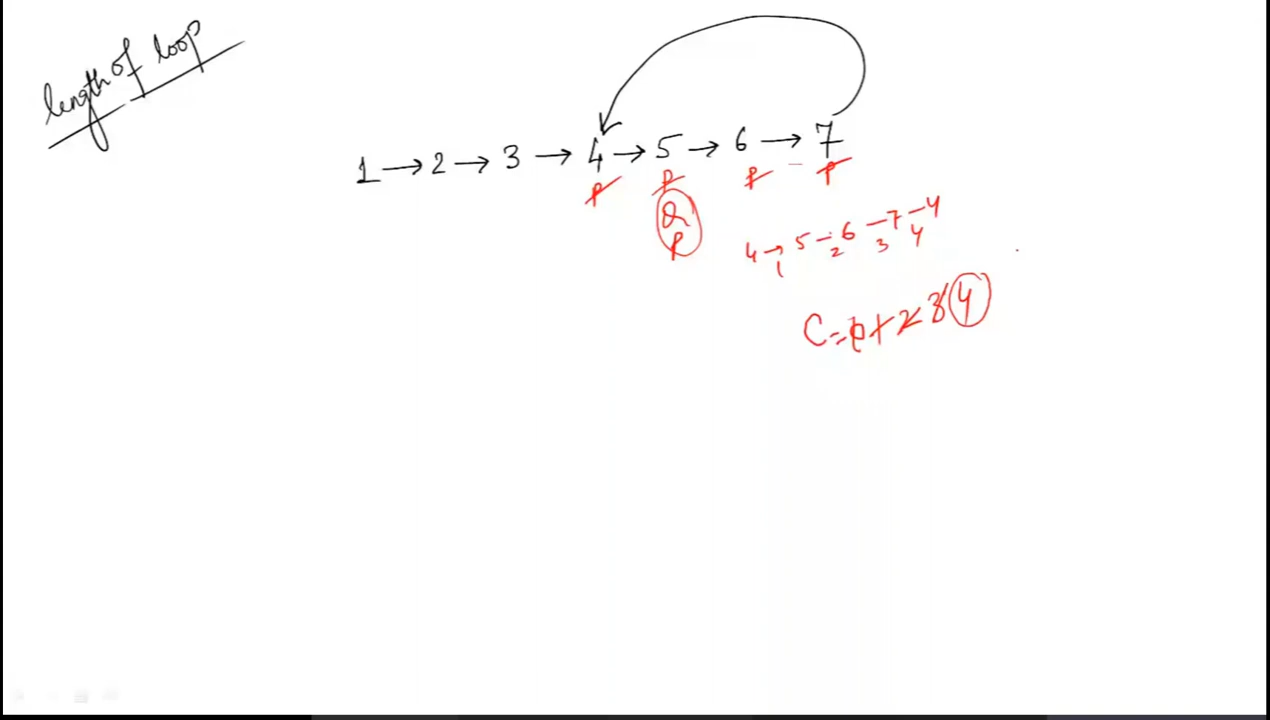 length of loop
1 → 2 → 3 → 4 → 5 → 6 → 7
P P P P
Q
P
4 → 5 – 6 – 7 – 4
1 2 3 4
C = 0 1 2 3 4